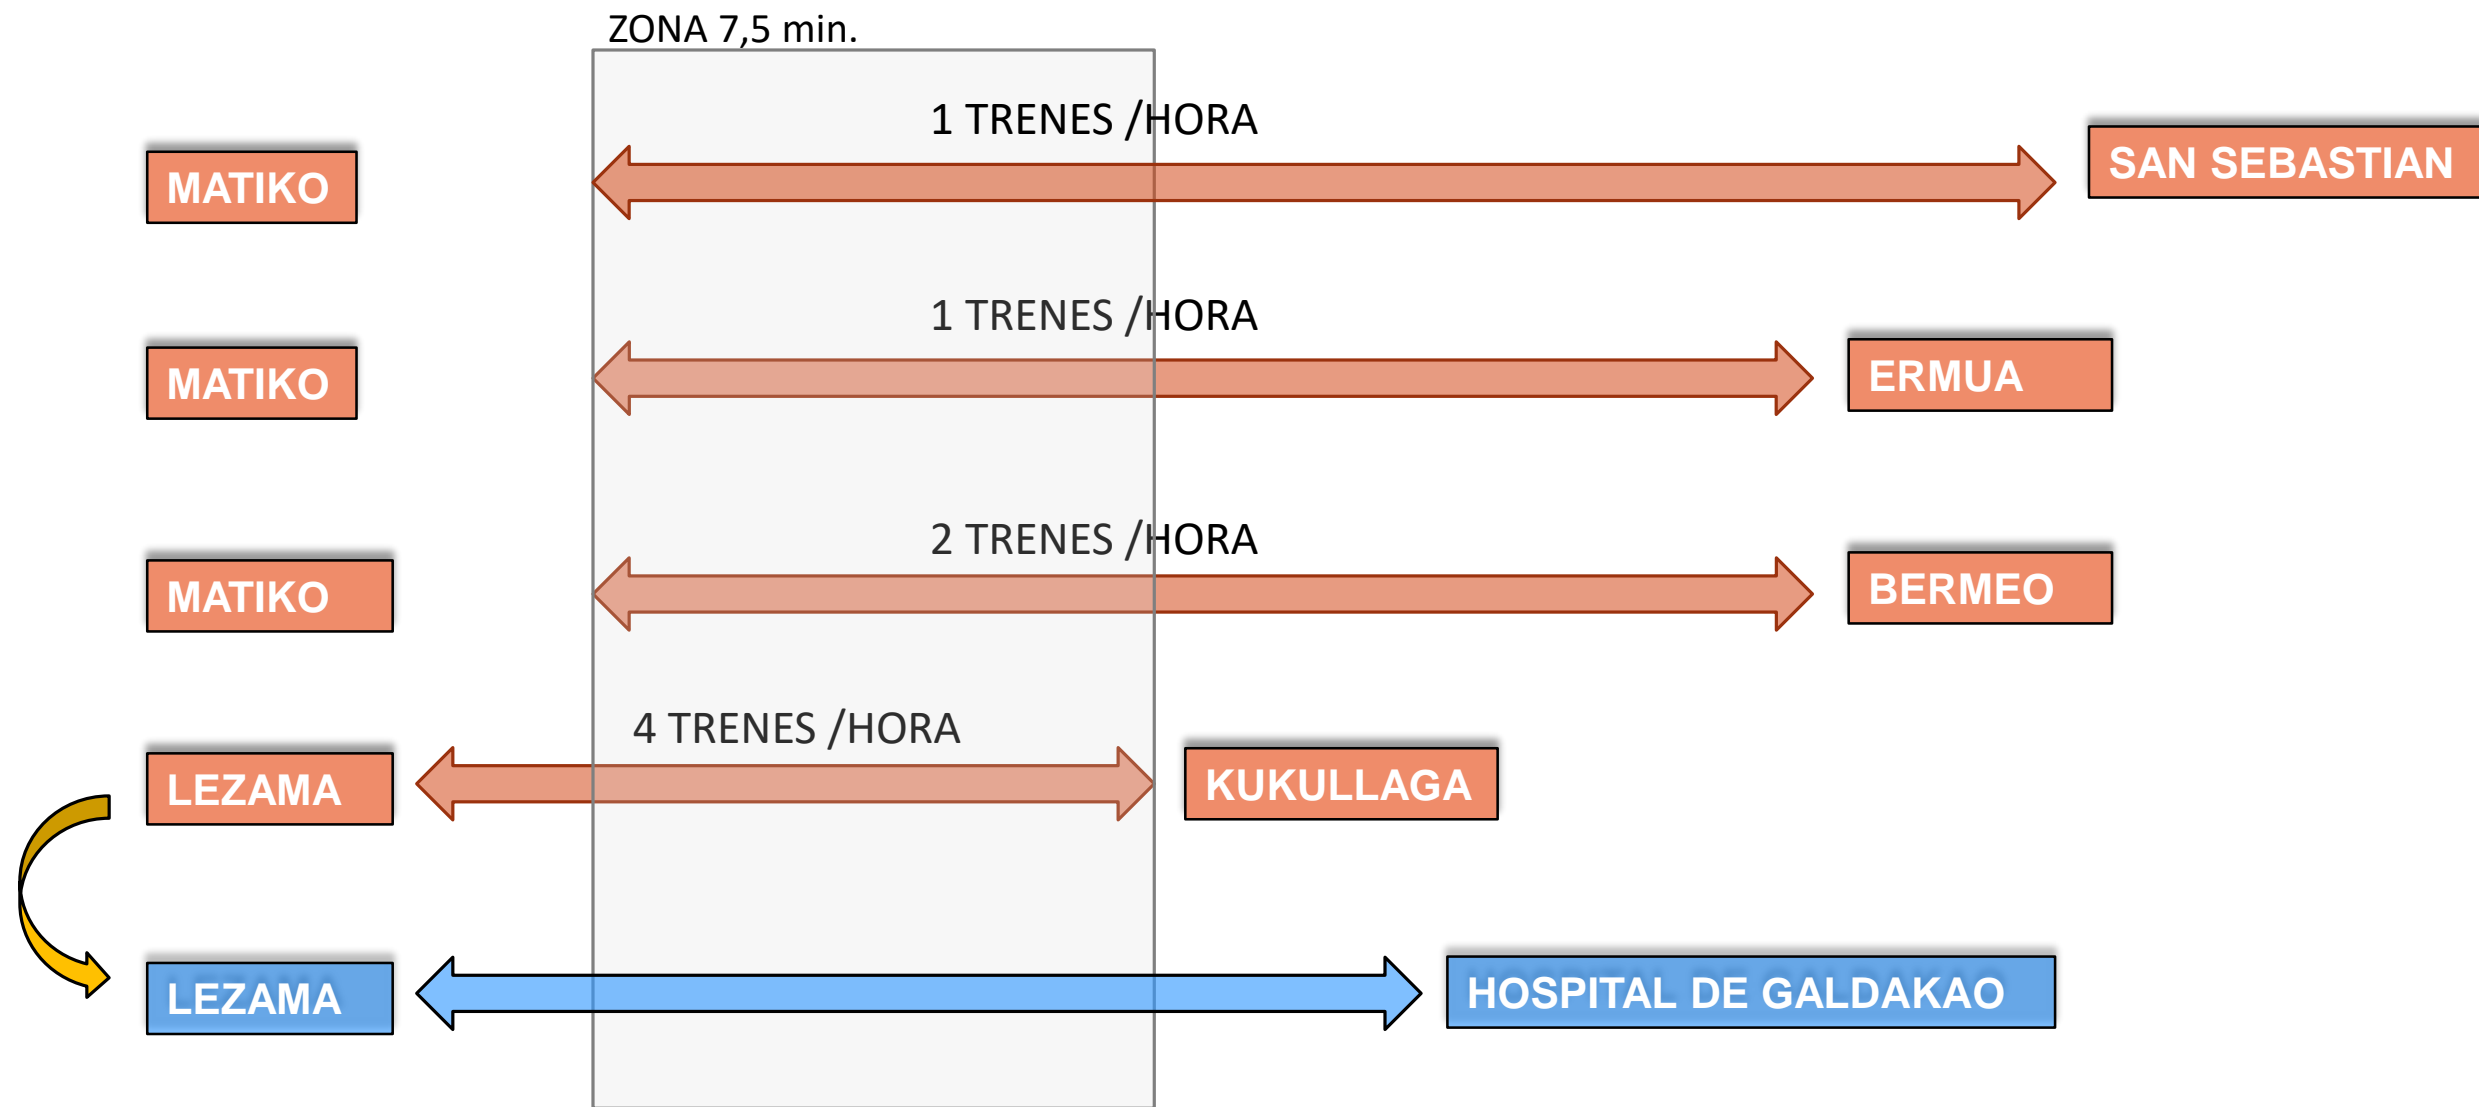 ZONA 7,5 min.
1 TRENES /HORA
MATIKO
SAN SEBASTIAN
1 TRENES /HORA
MATIKO
ERMUA
2 TRENES /HORA
MATIKO
BERMEO
4 TRENES /HORA
LEZAMA
KUKULLAGA
LEZAMA
HOSPITAL DE GALDAKAO